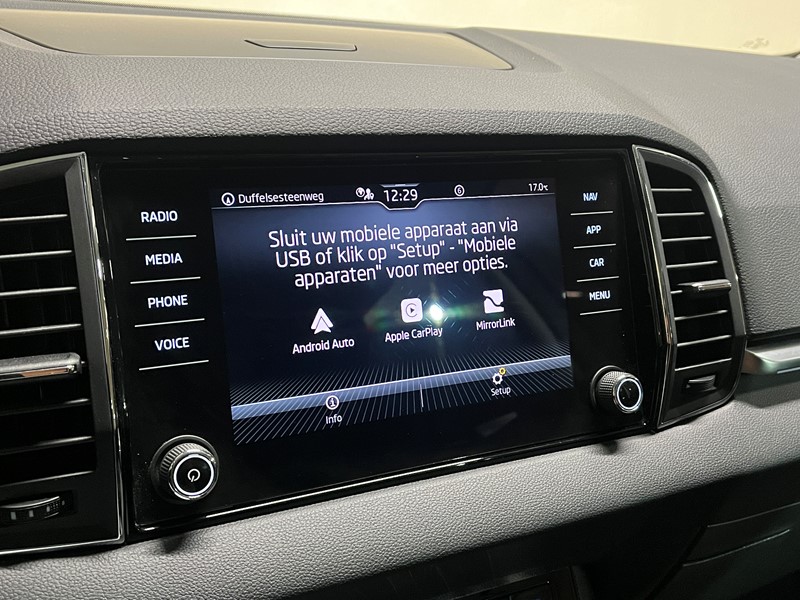 Duffelsesteenweg
12:29
6
17.0°C
RADIO
MEDIA
PHONE
VOICE
Sluit uw mobiele apparaat aan via
USB of klik op "Setup" - "Mobiele
apparaten" voor meer opties.
Android Auto
Apple CarPlay
MirrorLink
Info
Setup
NAV
APP
CAR
MENU